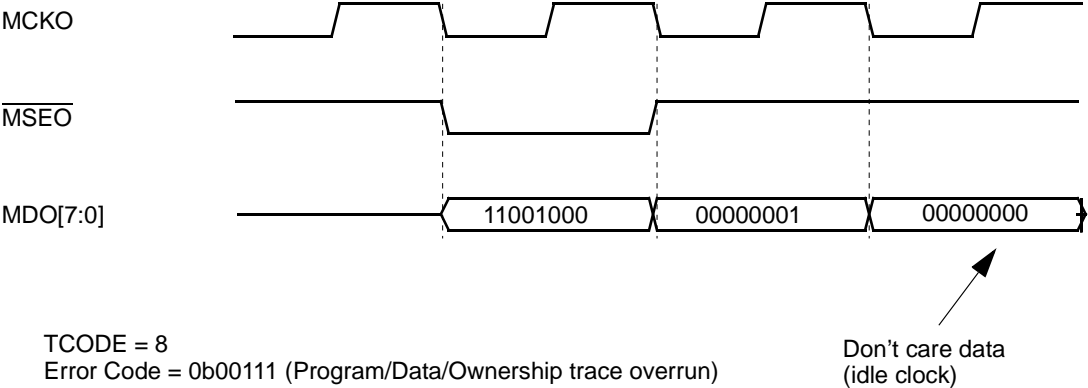 MCKO
MSEO
MDO[7:0]
11001000
00000001
00000000
TCODE = 8
Error Code = 0b00111 (Program/Data/Ownership trace overrun)
Don't care data
(idle clock)